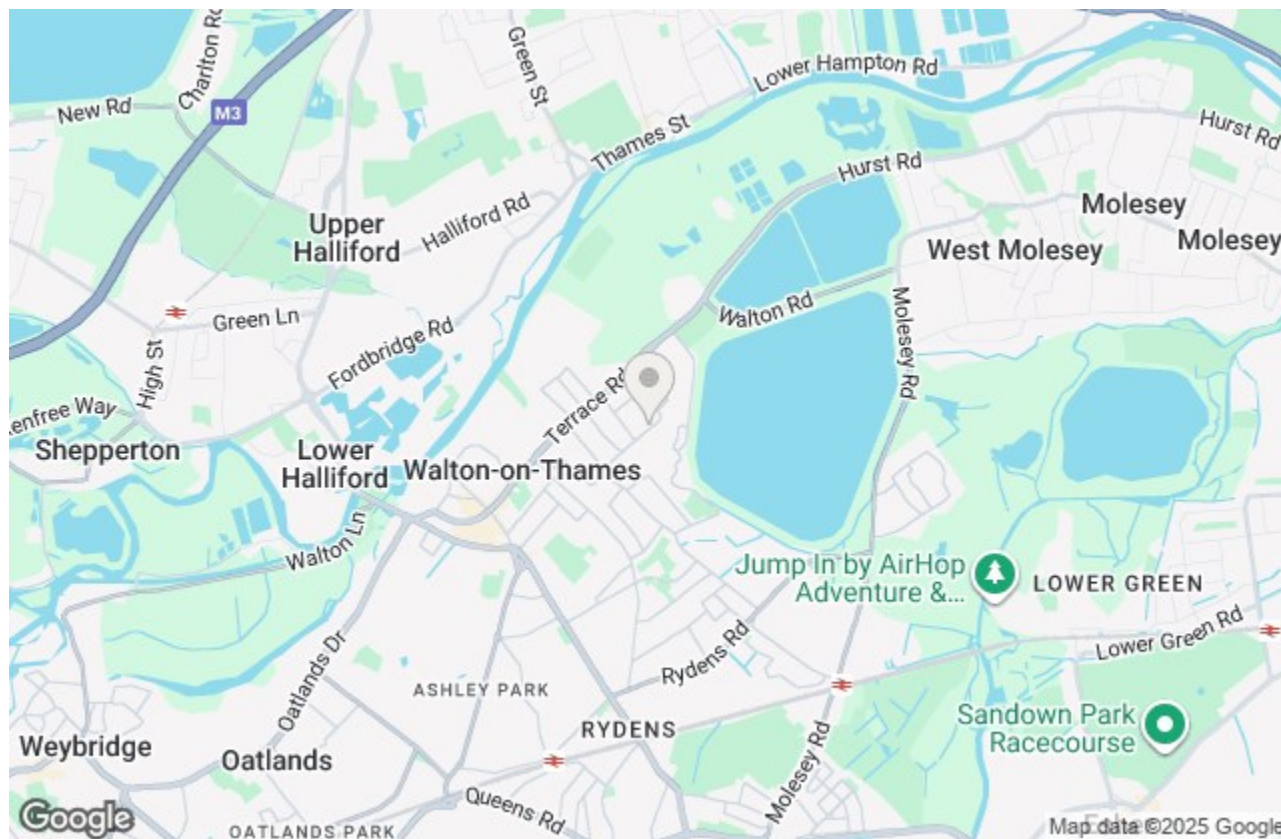 Charlton Rd
Green St
Lower Hampton Rd
New Rd
M3
Thames St
Hurst Rd
Hurst Rd
Upper
Halliford
Halliford Rd
Molesey
Molesey
West Molesey
Green Ln
Walton Rd
Molesey Rd
High St
Fordbridge Rd
Terrace Rd
enfree Way
Shepperton
Lower
Halliford
Walton-on-Thames
Walton Ln
Jump In by AirHop
Adventure &...
LOWER GREEN
Lower Green Rd
Rydens Rd
Oatlands Dr
ASHLEY PARK
RYDENS
Sandown Park
Racecourse
Weybridge
Oatlands
Molesey Rd
Queens Rd
OATLANDS PARK
Google
Map data ©2025 Google